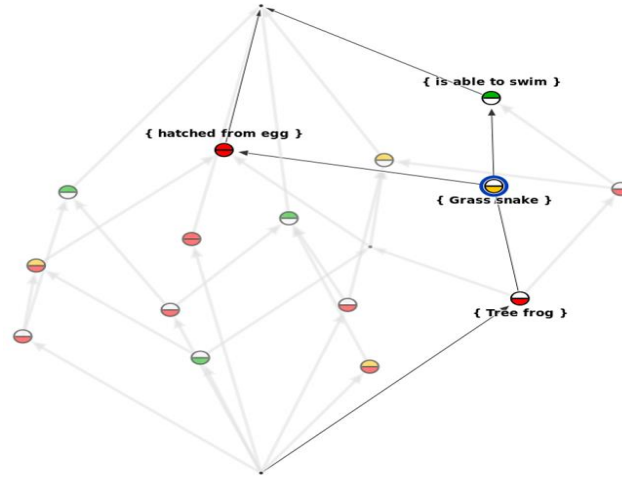 { is able to swim }
{ hatched from egg }
{ Grass snake }
{ Tree frog }